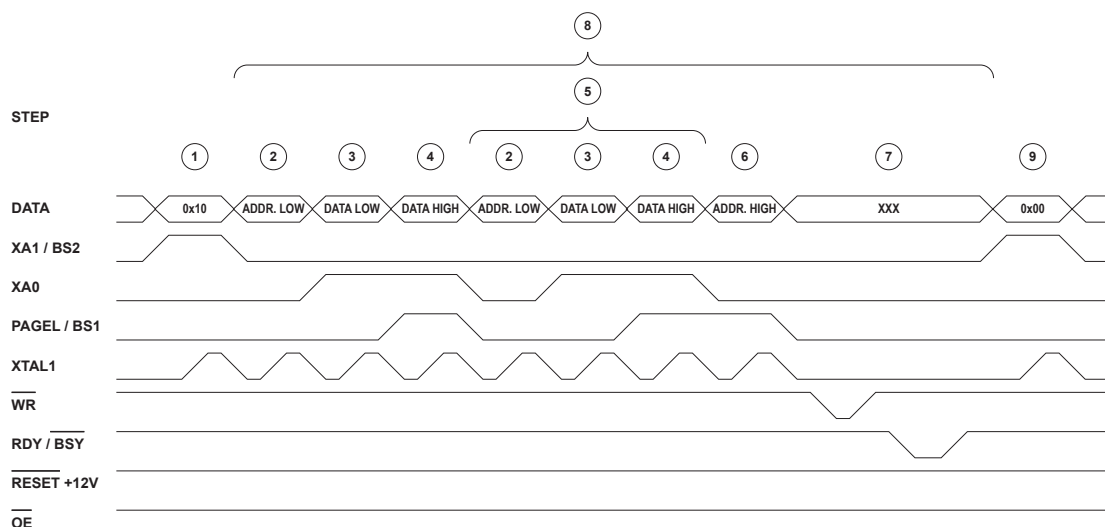 8
5
STEP
1 2 3 4 2 3 4 6 7 9
DATA 0x10 ADDR. LOW DATA LOW DATA HIGH ADDR. LOW DATA LOW DATA HIGH ADDR. HIGH XXX 0x00
XA1 / BS2
XA0
PAGEL / BS1
XTAL1
WR
RDY / BSY
RESET +12V
OE